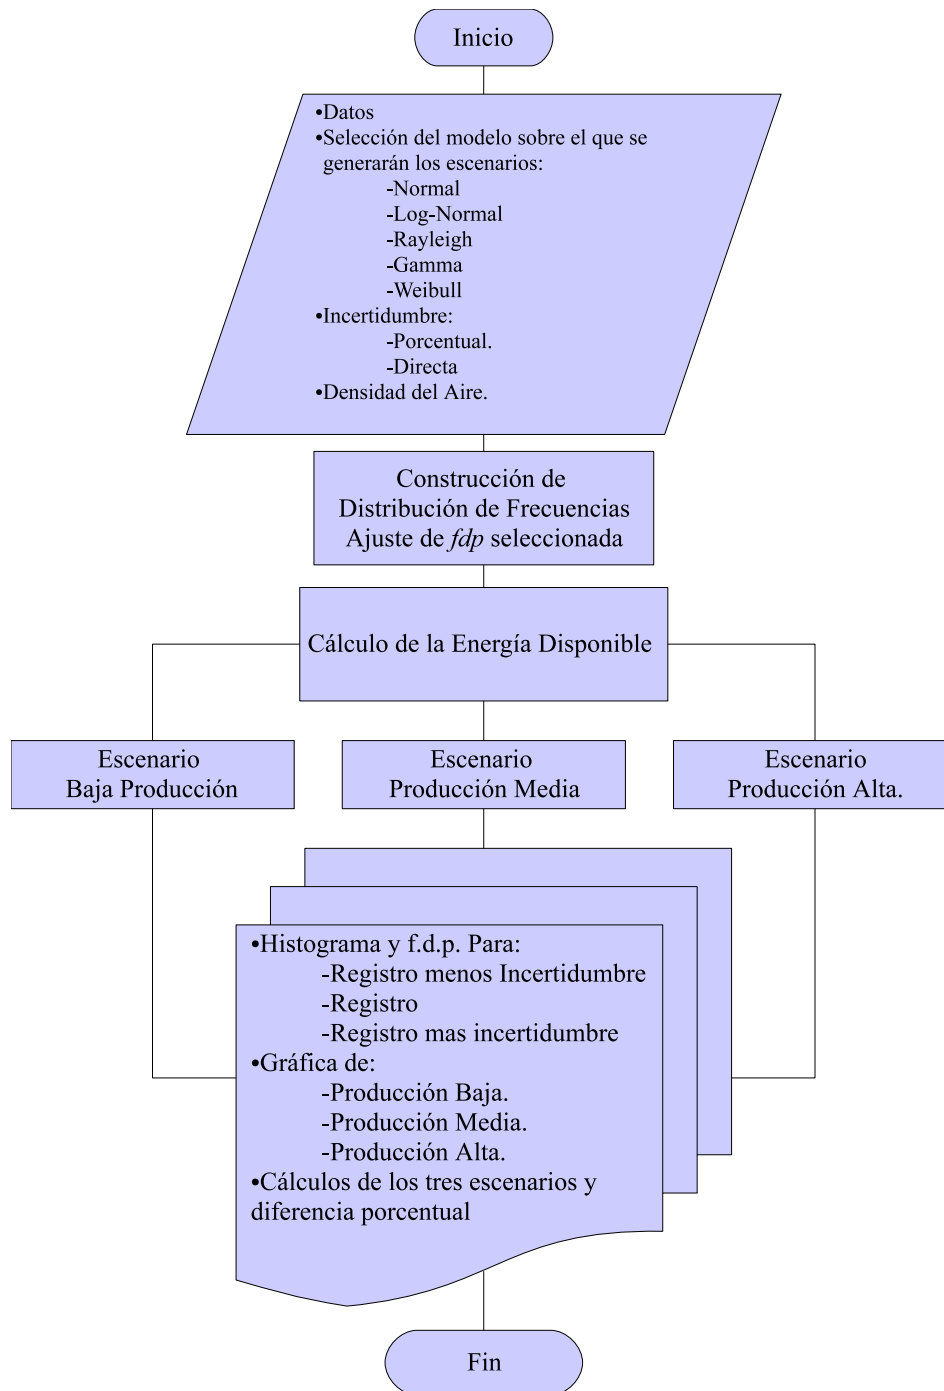 Inicio
•Datos
•Selección del modelo sobre el que se
generarán los escenarios:
-Normal
-Log-Normal
-Rayleigh
-Gamma
-Weibull
•Incertidumbre:
-Porcentual.
-Directa
•Densidad del Aire.
Construcción de
Distribución de Frecuencias
Ajuste de fdp seleccionada
Cálculo de la Energía Disponible
Escenario
Baja Producción
Escenario
Producción Media
Escenario
Producción Alta.
•Histograma y f.d.p. Para:
-Registro menos Incertidumbre
-Registro
-Registro mas incertidumbre
•Gráfica de:
-Producción Baja.
-Producción Media.
-Producción Alta.
•Cálculos de los tres escenarios y
diferencia porcentual
Fin